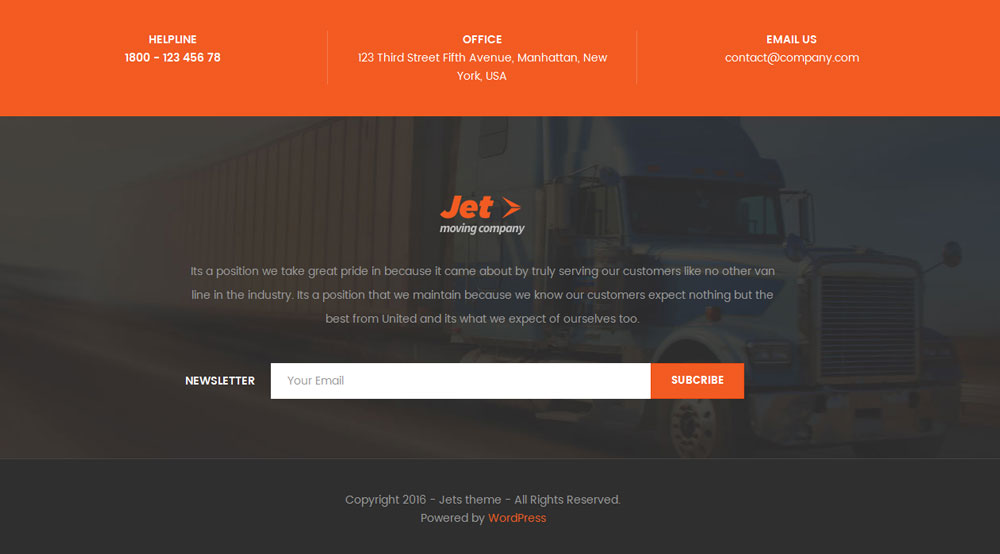 HELPLINE
1800 - 123 456 78
OFFICE
123 Third Street Fifth Avenue, Manhattan, New
York, USA
EMAIL US
contact@company.com
Jet
moving company
Its a position we take great pride in because it came about by truly serving our customers like no other van
line in the industry. Its a position that we maintain because we know our customers expect nothing but the
best from United and its what we expect of ourselves too.
NEWSLETTER
Your Email
SUBCRIBE
Copyright 2016 - Jets theme - All Rights Reserved.
Powered by WordPress